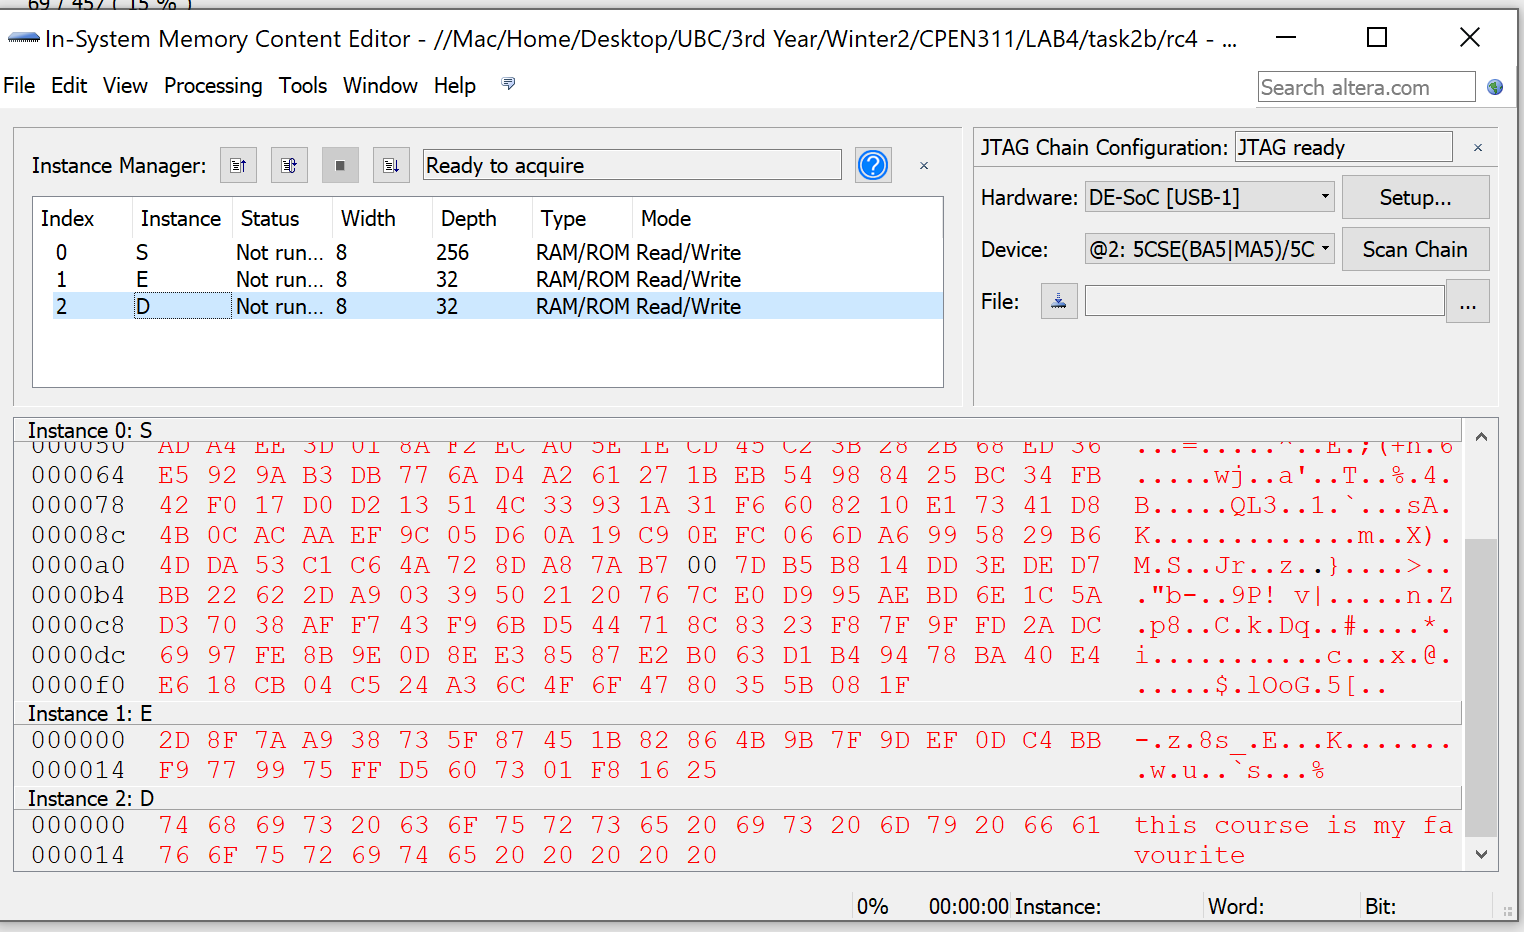 69 / 457 ( 15 % )
In-System Memory Content Editor - //Mac/Home/Desktop/UBC/3rd Year/Winter2/CPEN311/LAB4/task2b/rc4 - ...
File Edit View Processing Tools Window Help
Search altera.com
Instance Manager: Ready to acquire
JTAG Chain Configuration: JTAG ready
Index Instance Status Width Depth Type Mode
0 S Not run... 8 256 RAM/ROM Read/Write
1 E Not run... 8 32 RAM/ROM Read/Write
2 D Not run... 8 32 RAM/ROM Read/Write
Hardware: DE-SoC [USB-1] Setup...
Device: @2: 5CSE(BA5|MA5)/5C Scan Chain
File: ...
Instance 0: S
000050 AD A4 EE 3D 01 8A F2 EC A0 5E 1E CD 45 C2 3B 28 2B 68 ED 36 ...=.....^..E.;(+h.6
000064 E5 92 9A B3 DB 77 6A D4 A2 61 27 1B EB 54 98 84 25 BC 34 FB .....wj..a'..T..%.4.
000078 42 F0 17 D0 D2 13 51 4C 33 93 1A 31 F6 60 82 10 E1 73 41 D8 B.....QL3..1.`...sA.
00008c 4B 0C AC AA EF 9C 05 D6 0A 19 C9 0E FC 06 6D A6 99 58 29 B6 K.............m..X).
0000a0 4D DA 53 C1 C6 4A 72 8D A8 7A B7 00 7D B5 B8 14 DD 3E DE D7 M.S..Jr..z..}....>..
0000b4 BB 22 62 2D A9 03 39 50 21 20 76 7C E0 D9 95 AE BD 6E 1C 5A ."b-..9P! v|.....n.Z
0000c8 D3 70 38 AF F7 43 F9 6B D5 44 71 8C 83 23 F8 7F 9F FD 2A DC .p8..C.k.Dq..#....*.
0000dc 69 97 FE 8B 9E 0D 8E E3 85 87 E2 B0 63 D1 B4 94 78 BA 40 E4 i...........c...x.@.
0000f0 E6 18 CB 04 C5 24 A3 6C 4F 6F 47 80 35 5B 08 1F .....$.lOoG.5[..
Instance 1: E
000000 2D 8F 7A A9 38 73 5F 87 45 1B 82 86 4B 9B 7F 9D EF 0D C4 BB -.z.8s_.E...K.......
000014 F9 77 99 75 FF D5 60 73 01 F8 16 25 .w.u..`s...%
Instance 2: D
000000 74 68 69 73 20 63 6F 75 72 73 65 20 69 73 20 6D 79 20 66 61 this course is my fa
000014 76 6F 75 72 69 74 65 20 20 20 20 20 vourite
0% 00:00:00 Instance: Word: Bit: